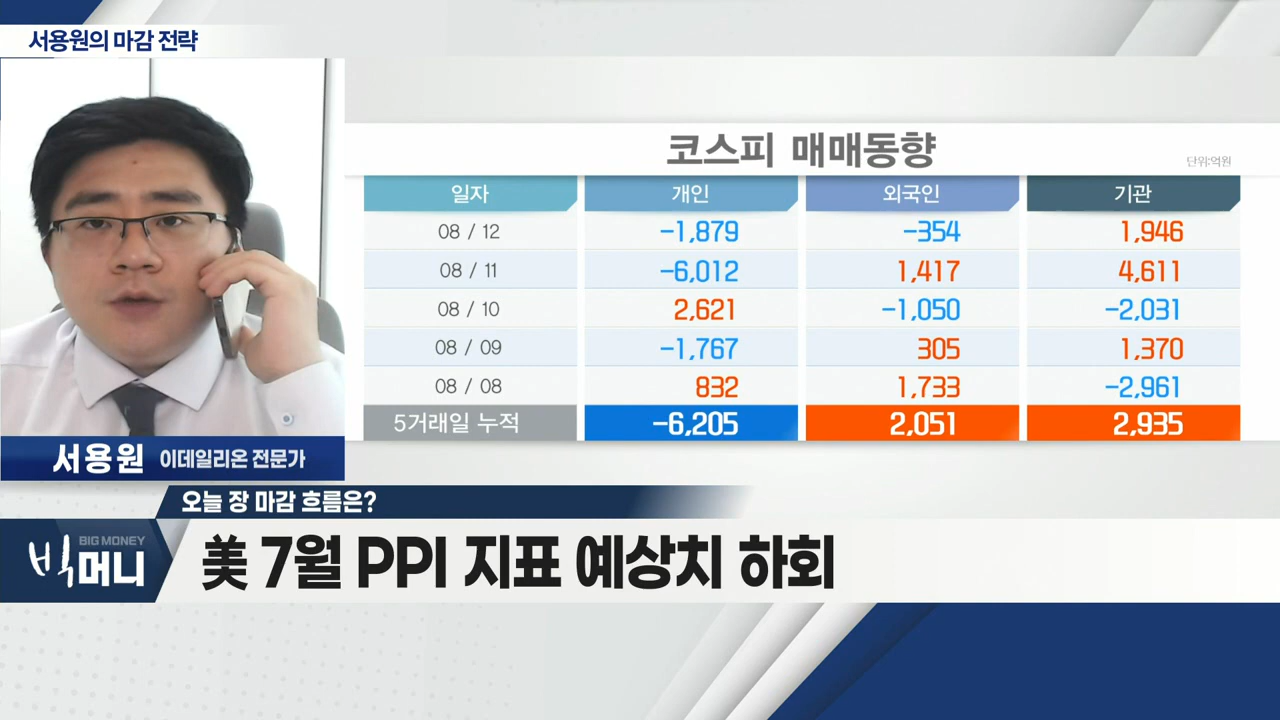 서용원의 마감 전략
코스피 매매동향
단위:억원
일자 개인 외국인 기관
08 / 12 -1,879 -354 1,946
08 / 11 -6,012 1,417 4,611
08 / 10 2,621 -1,050 -2,031
08 / 09 -1,767 305 1,370
08 / 08 832 1,733 -2,961
5거래일 누적 -6,205 2,051 2,935
서용원 이데일리온 전문가
오늘 장 마감 흐름은?
BIG MONEY
빅머니
美 7월 PPI 지표 예상치 하회